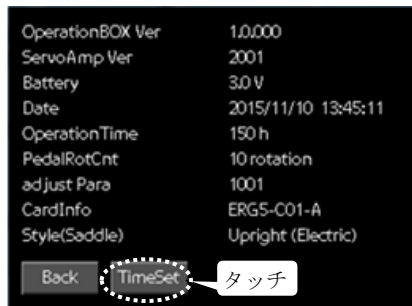 OperationBOX Ver 1.0.000
ServoAmp Ver 2001
Battery 3.0 V
Date 2015/11/10 13:45:11
OperationTime 150 h
PedalRotCnt 10 rotation
adjust Para 1001
CardInfo ERG5-C01-A
Style(Saddle) Upright (Electric)
Back TimeSet タッチ